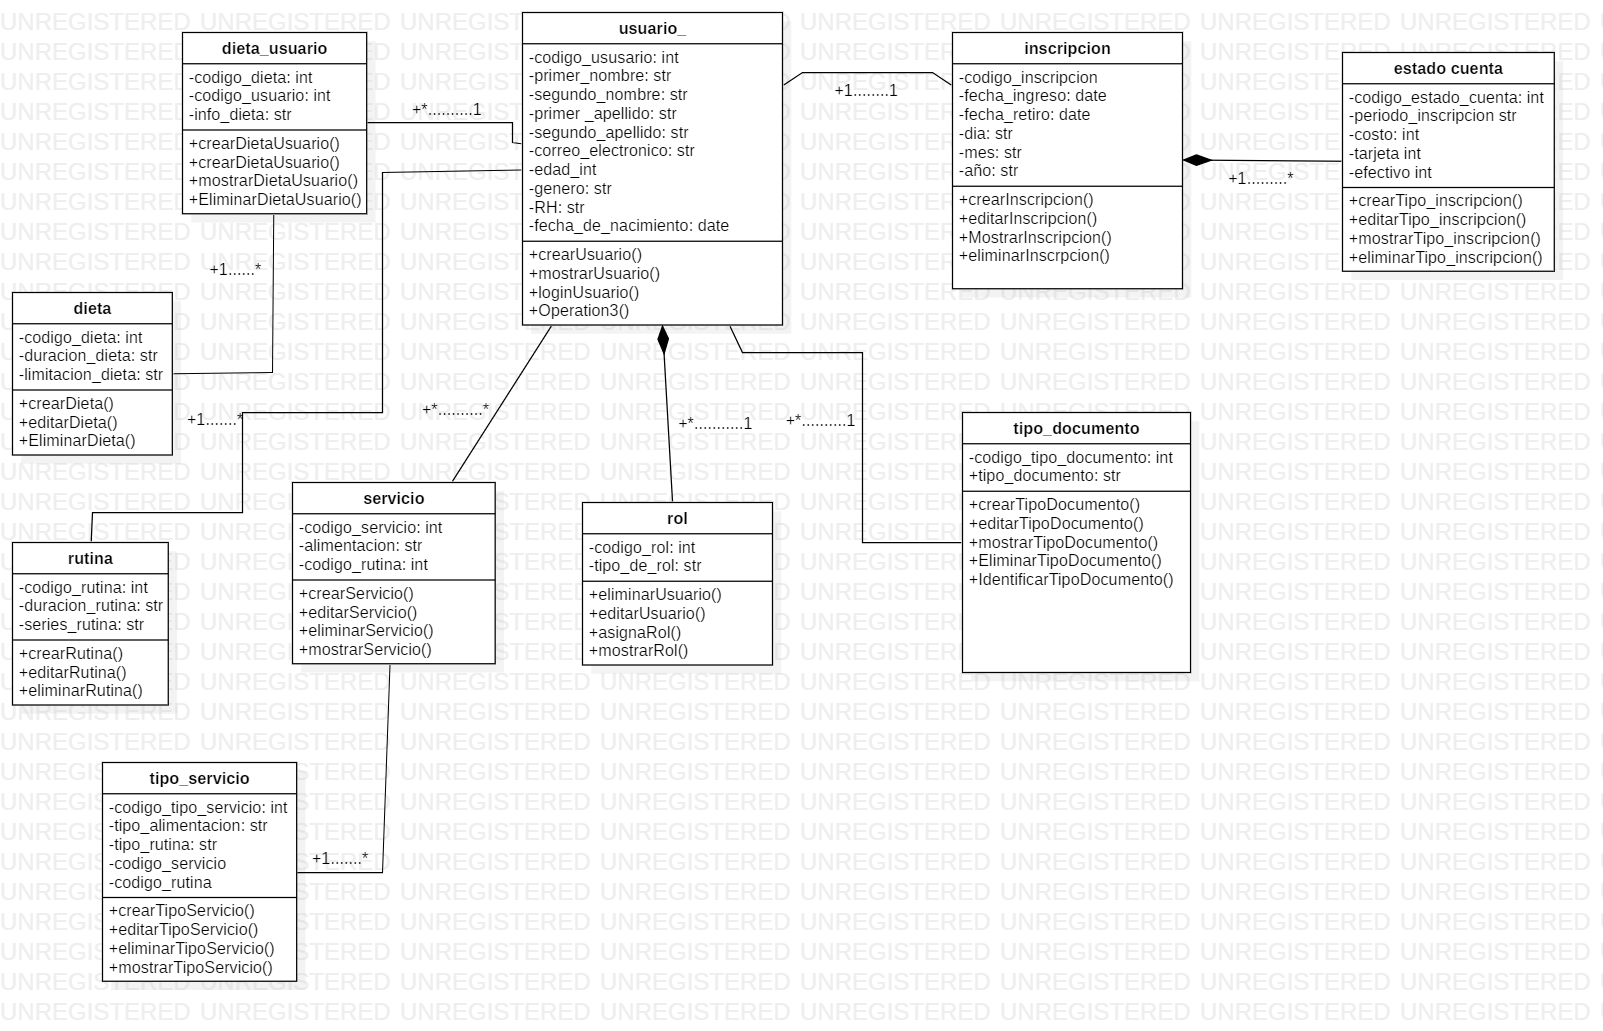 dieta_usuario
-codigo_dieta: int
-codigo_usuario: int
-info_dieta: str
+crearDietaUsuario()
+crearDietaUsuario()
+mostrarDietaUsuario()
+EliminarDietaUsuario()
+*..........1
usuario_
-codigo_ususario: int
-primer_nombre: str
-segundo_nombre: str
-primer _apellido: str
-segundo_apellido: str
-correo_electronico: str
-edad_int
-genero: str
-RH: str
-fecha_de_nacimiento: date
+crearUsuario()
+mostrarUsuario()
+loginUsuario()
+Operation3()
+1........1
inscripcion
-codigo_inscripcion
-fecha_ingreso: date
-fecha_retiro: date
-dia: str
-mes: str
-año: str
+crearInscripcion()
+editarInscripcion()
+MostrarInscripcion()
+eliminarInscrpcion()
+1.........*
estado cuenta
-codigo_estado_cuenta: int
-periodo_inscripcion str
-costo: int
-tarjeta int
-efectivo int
+crearTipo_inscripcion()
+editarTipo_inscripcion()
+mostrarTipo_inscripcion()
+eliminarTipo_inscripcion()
+1......*
dieta
-codigo_dieta: int
-duracion_dieta: str
-limitacion_dieta: str
+crearDieta()
+editarDieta()
+EliminarDieta()
+1.......*
+*..........*
+*...........1
+*..........1
rutina
-codigo_rutina: int
-duracion_rutina: str
-series_rutina: str
+crearRutina()
+editarRutina()
+eliminarRutina()
servicio
-codigo_servicio: int
-alimentacion: str
-codigo_rutina: int
+crearServicio()
+editarServicio()
+eliminarServicio()
+mostrarServicio()
rol
-codigo_rol: int
-tipo_de_rol: str
+eliminarUsuario()
+editarUsuario()
+asignaRol()
+mostrarRol()
tipo_documento
-codigo_tipo_documento: int
+tipo_documento: str
+crearTipoDocumento()
+editarTipoDocumento()
+mostrarTipoDocumento()
+EliminarTipoDocumento()
+IdentificarTipoDocumento()
tipo_servicio
-codigo_tipo_servicio: int
-tipo_alimentacion: str
-tipo_rutina: str
-codigo_servicio
-codigo_rutina
+crearTipoServicio()
+editarTipoServicio()
+eliminarTipoServicio()
+mostrarTipoServicio()
+1.......*
UNREGISTERED